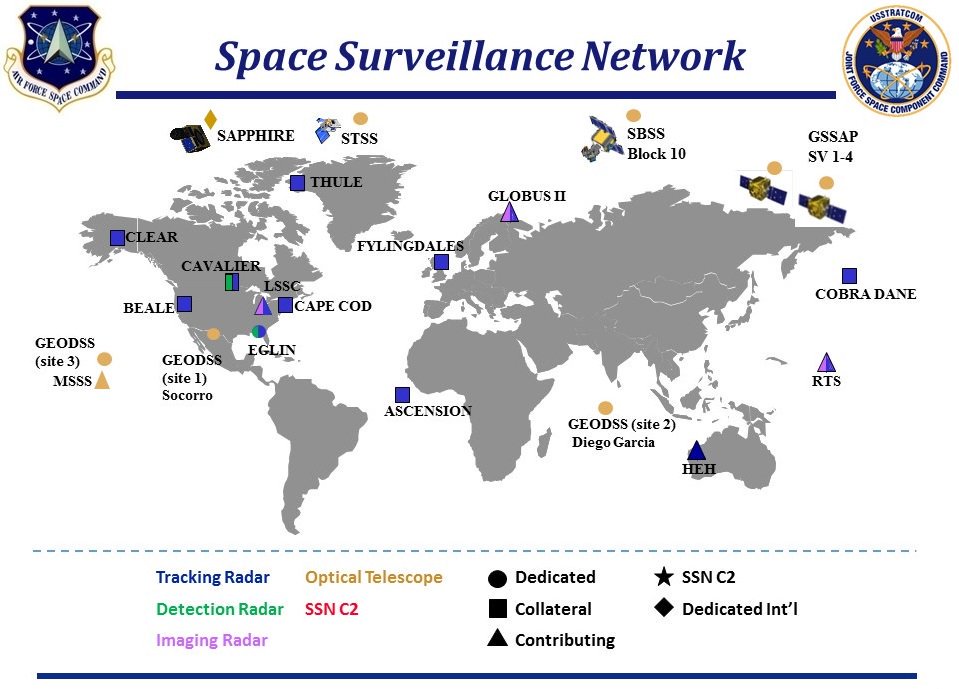 Space Surveillance Network
AIR FORCE SPACE COMMAND
USSTRATCOM
JOINT FORCE SPACE COMPONENT COMMAND
SAPPHIRE
STSS
SBSS
Block 10
GSSAP
SV 1-4
THULE
GLOBUS II
CLEAR
FYLINGDALES
CAVALIER
LSSC
COBRA DANE
BEALE
CAPE COD
EGLIN
GEODSS
(site 3)
MSSS
GEODSS
(site 1)
Socorro
RTS
ASCENSION
GEODSS (site 2)
Diego Garcia
HEH
Tracking Radar
Optical Telescope
Dedicated
SSN C2
Detection Radar
SSN C2
Collateral
Dedicated Int'l
Imaging Radar
Contributing